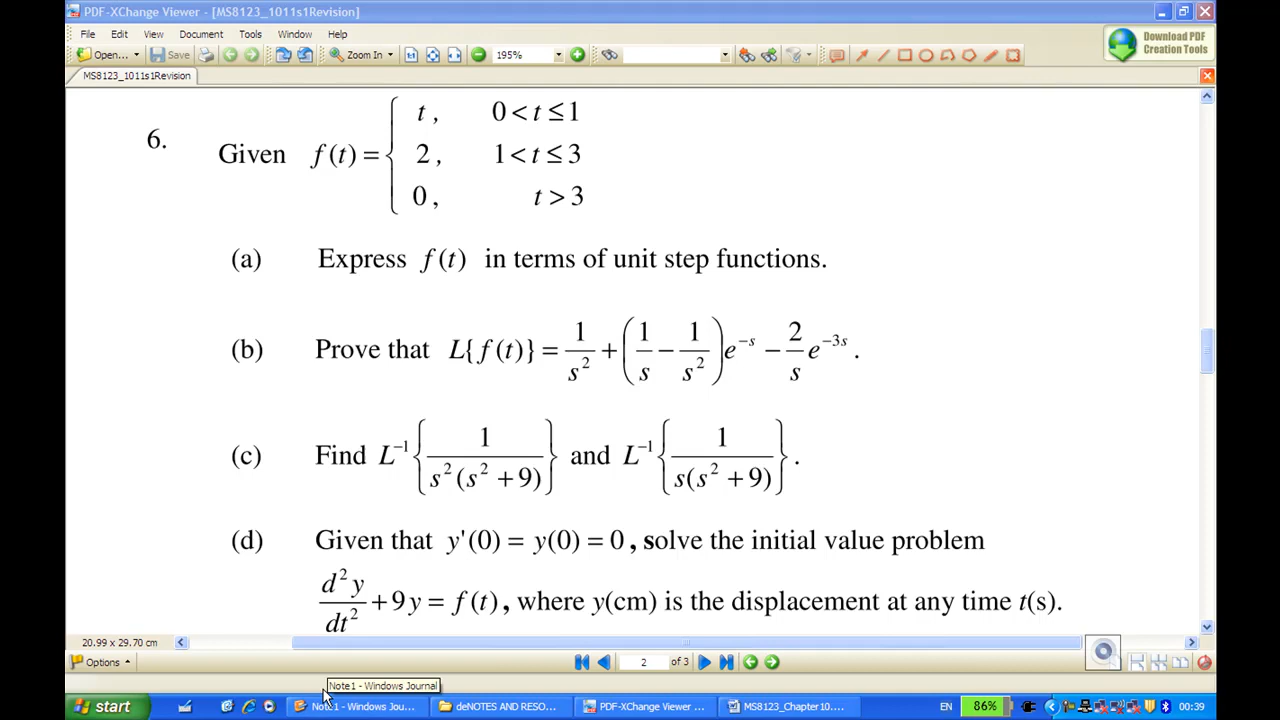 PDF-XChange Viewer - [MS8123_1011s1Revision]
File Edit View Document Tools Window Help
Open... Save Zoom In 195%
Download PDF
Creation Tools
MS8123_1011s1Revision
6. Given f(t) = { t, 0 < t ≤ 1
2, 1 < t ≤ 3
0, t > 3
(a) Express f(t) in terms of unit step functions.
(b) Prove that L{f(t)} = 1/s² + (1/s − 1/s²) e^{−s} − 2/s e^{−3s}.
(c) Find L⁻¹{1/(s²(s² + 9))} and L⁻¹{1/(s(s² + 9))}.
(d) Given that y'(0) = y(0) = 0, solve the initial value problem
d²y/dt² + 9y = f(t), where y(cm) is the displacement at any time t(s).
20.99 x 29.70 cm
Options 2 of 3
Note1 - Windows Journal
start Note1 - Windows Jou... deNOTES AND RESO... PDF-XChange Viewer ... MS8123_Chapter10.... EN 86% 00:39